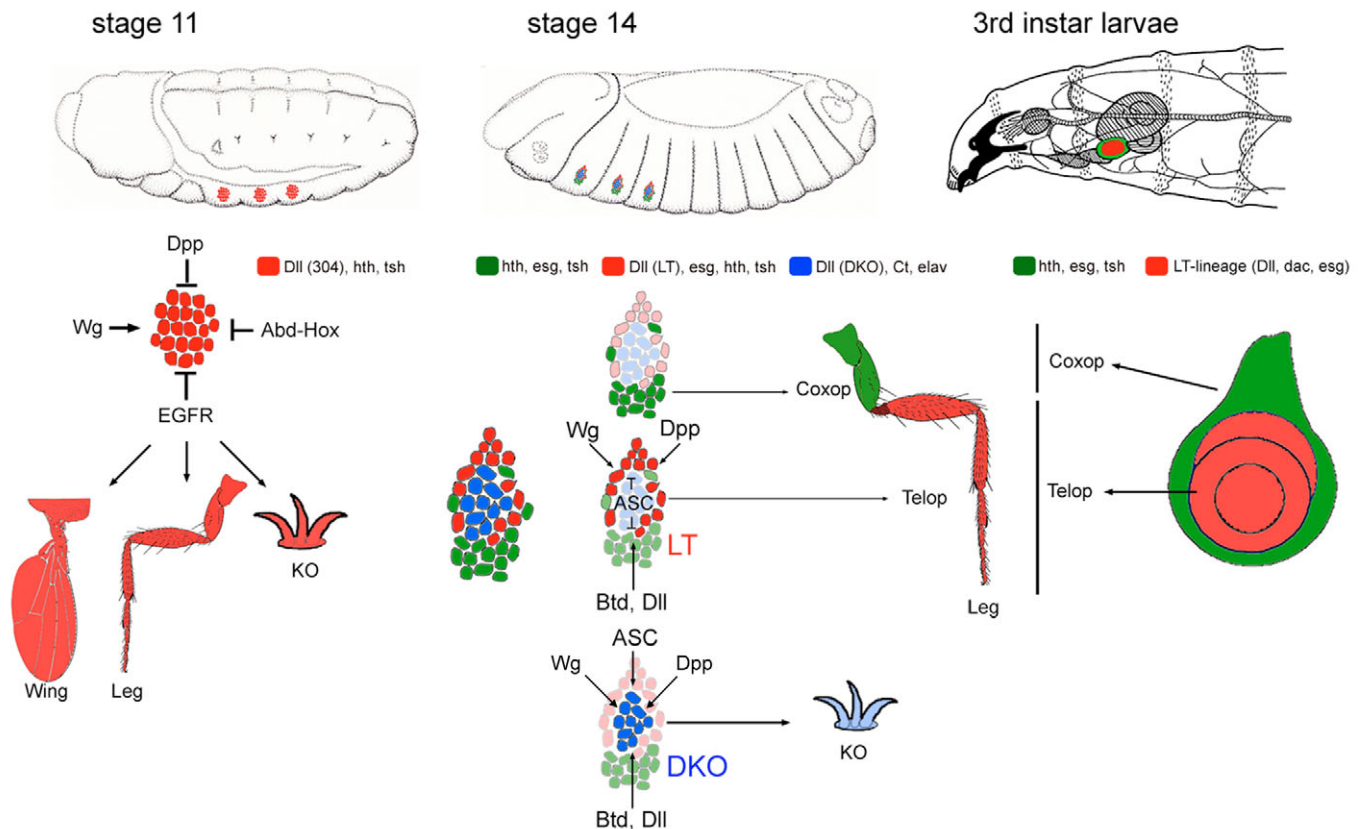 stage 11
stage 14
3rd instar larvae
Dpp
Dll (304), hth, tsh
Wg
Abd-Hox
EGFR
Wing
Leg
KO
hth, esg, tsh
Dll (LT), esg, hth, tsh
Dll (DKO), Ct, elav
Coxop
Wg
Dpp
ASC
LT
Telop
Btd, Dll
Leg
ASC
Wg
Dpp
DKO
KO
Btd, Dll
hth, esg, tsh
LT-lineage (Dll, dac, esg)
Coxop
Telop